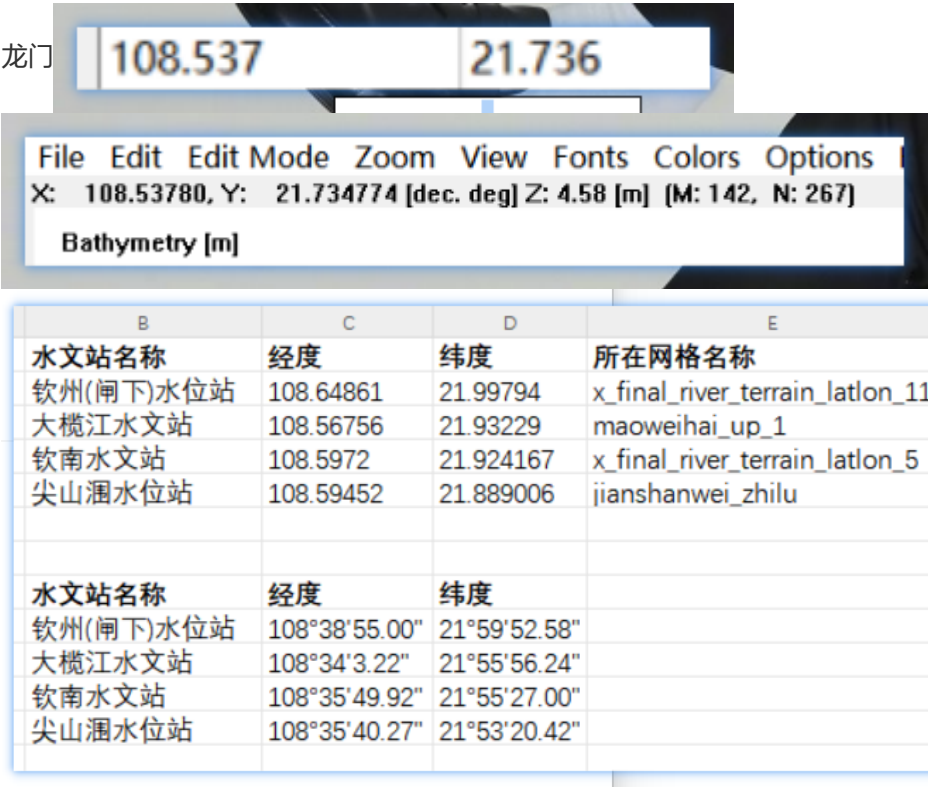 龙门 108.537 21.736
File Edit Edit Mode Zoom View Fonts Colors Options
X: 108.53780, Y: 21.734774 [dec. deg] Z: 4.58 [m] (M: 142, N: 267)
Bathymetry [m]
B C D E
水文站名称 经度 纬度 所在网格名称
钦州(闸下)水位站 108.64861 21.99794 x_final_river_terrain_latlon_11
大榄江水文站 108.56756 21.93229 maoweihai_up_1
钦南水文站 108.5972 21.924167 x_final_river_terrain_latlon_5
尖山围水位站 108.59452 21.889006 jianshanwei_zhilu
水文站名称 经度 纬度
钦州(闸下)水位站 108°38'55.00" 21°59'52.58"
大榄江水文站 108°34'3.22" 21°55'56.24"
钦南水文站 108°35'49.92" 21°55'27.00"
尖山围水位站 108°35'40.27" 21°53'20.42"